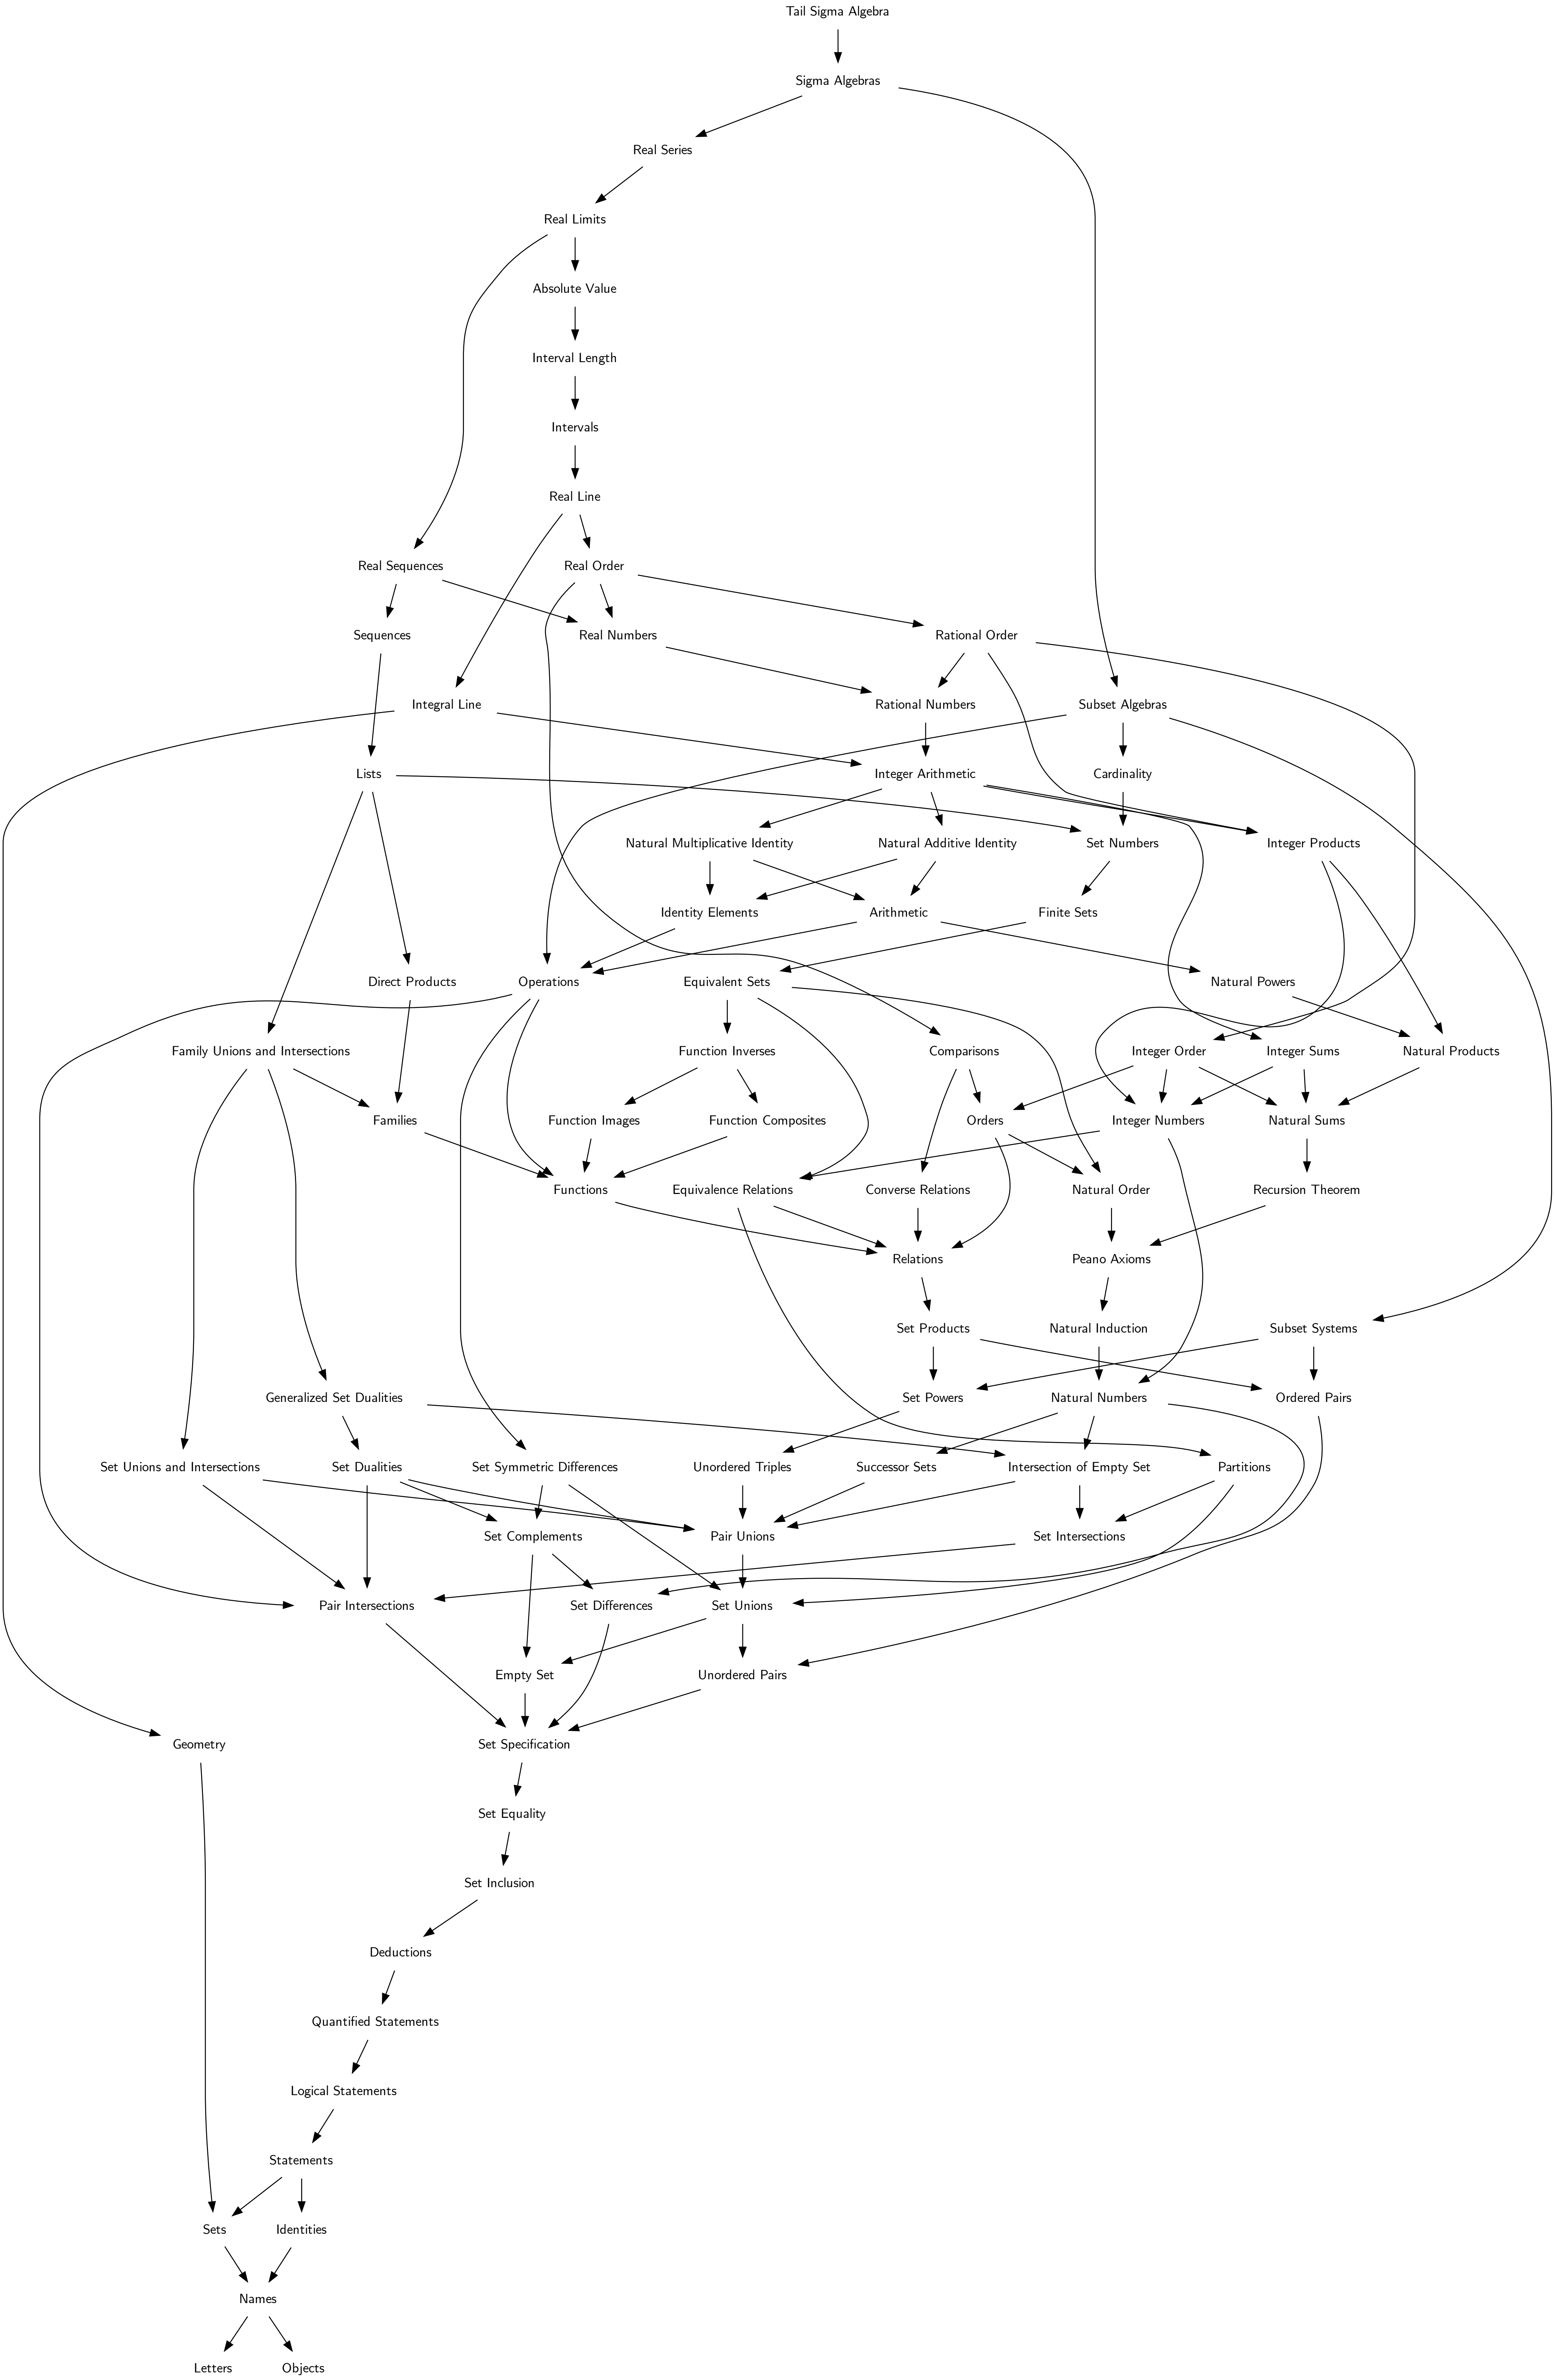 Tail Sigma Algebra
Sigma Algebras
Real Series
Real Limits
Absolute Value
Interval Length
Intervals
Real Line
Real Sequences
Real Order
Sequences
Real Numbers
Rational Order
Integral Line
Rational Numbers
Subset Algebras
Lists
Integer Arithmetic
Cardinality
Natural Multiplicative Identity
Natural Additive Identity
Set Numbers
Integer Products
Identity Elements
Arithmetic
Finite Sets
Direct Products
Operations
Equivalent Sets
Natural Powers
Family Unions and Intersections
Function Inverses
Comparisons
Integer Order
Integer Sums
Natural Products
Families
Function Images
Function Composites
Orders
Integer Numbers
Natural Sums
Functions
Equivalence Relations
Converse Relations
Natural Order
Recursion Theorem
Relations
Peano Axioms
Set Products
Natural Induction
Subset Systems
Generalized Set Dualities
Set Powers
Natural Numbers
Ordered Pairs
Set Unions and Intersections
Set Dualities
Set Symmetric Differences
Unordered Triples
Successor Sets
Intersection of Empty Set
Partitions
Set Complements
Pair Unions
Set Intersections
Pair Intersections
Set Differences
Set Unions
Empty Set
Unordered Pairs
Geometry
Set Specification
Set Equality
Set Inclusion
Deductions
Quantified Statements
Logical Statements
Statements
Sets
Identities
Names
Letters
Objects